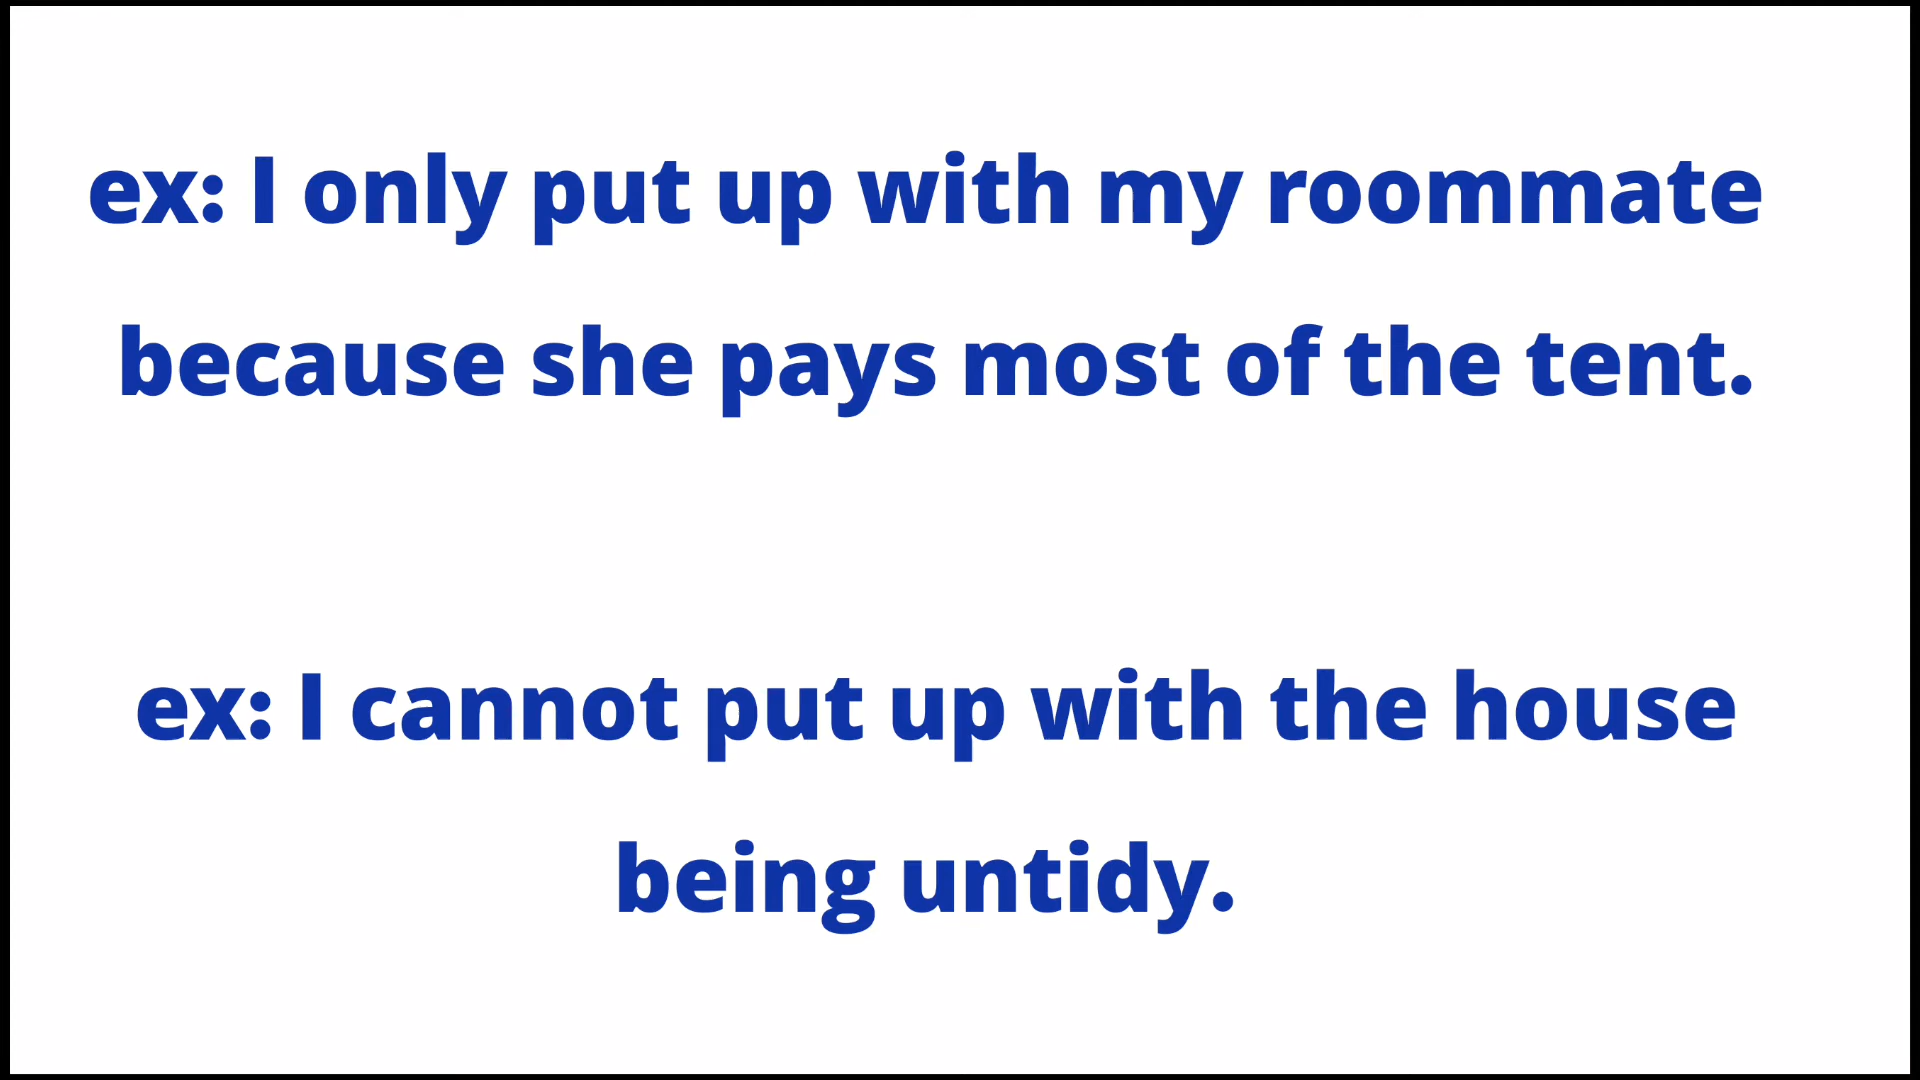 ex: I only put up with my roommate
because she pays most of the tent.
ex: I cannot put up with the house
being untidy.